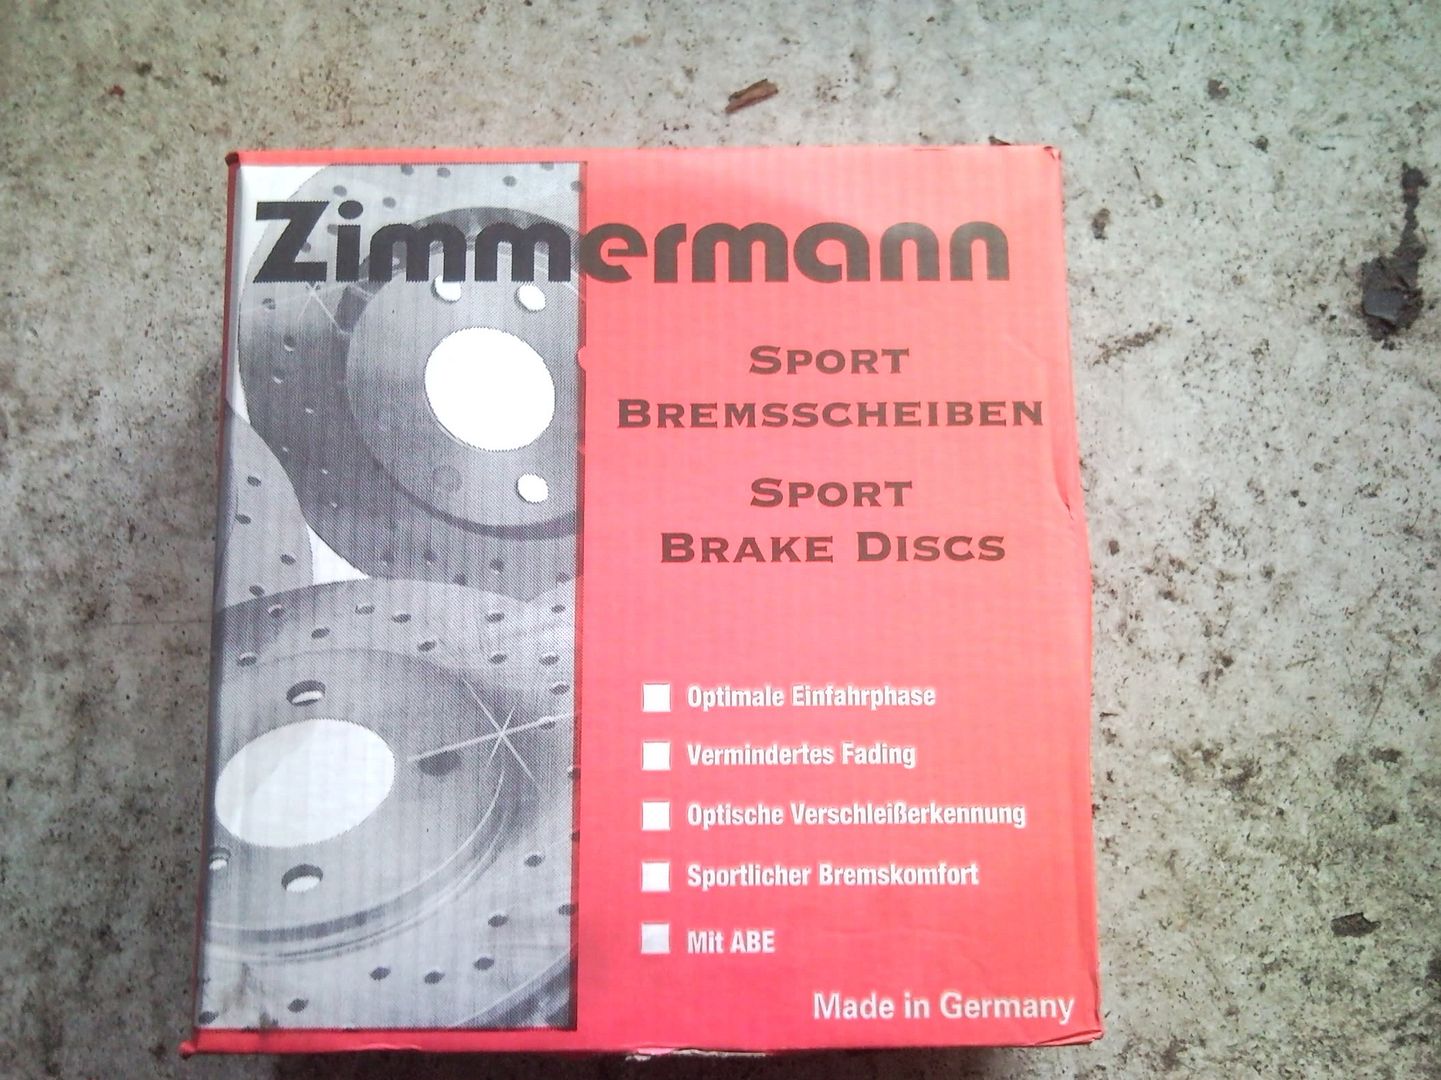 Zimmermann
SPORT
BREMSSCHEIBEN
SPORT
BRAKE DISCS
Optimale Einfahrphase
Vermindertes Fading
Optische Verschleißerkennung
Sportlicher Bremskomfort
Mit ABE
Made in Germany